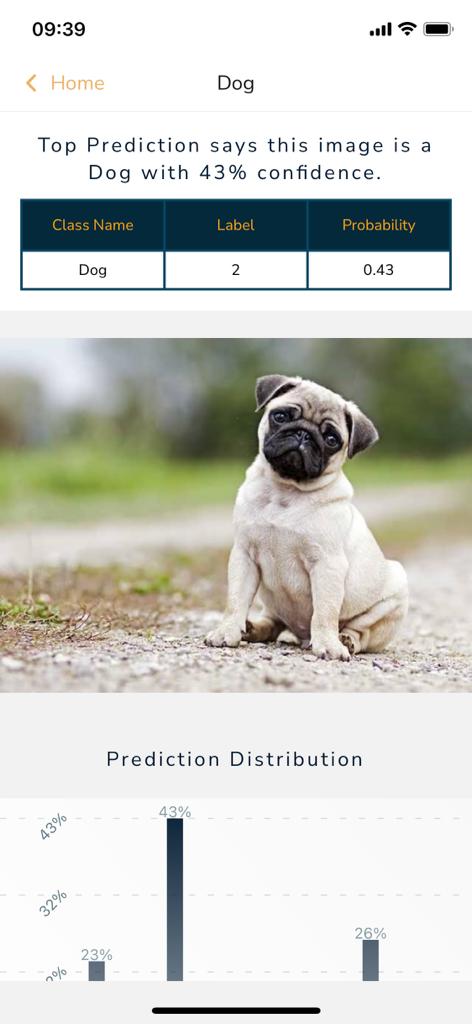 09:39
Home
Dog
Top Prediction says this image is a
Dog with 43% confidence.
Class Name Label Probability
Dog 2 0.43
Prediction Distribution
43%
43%
32%
26%
23%